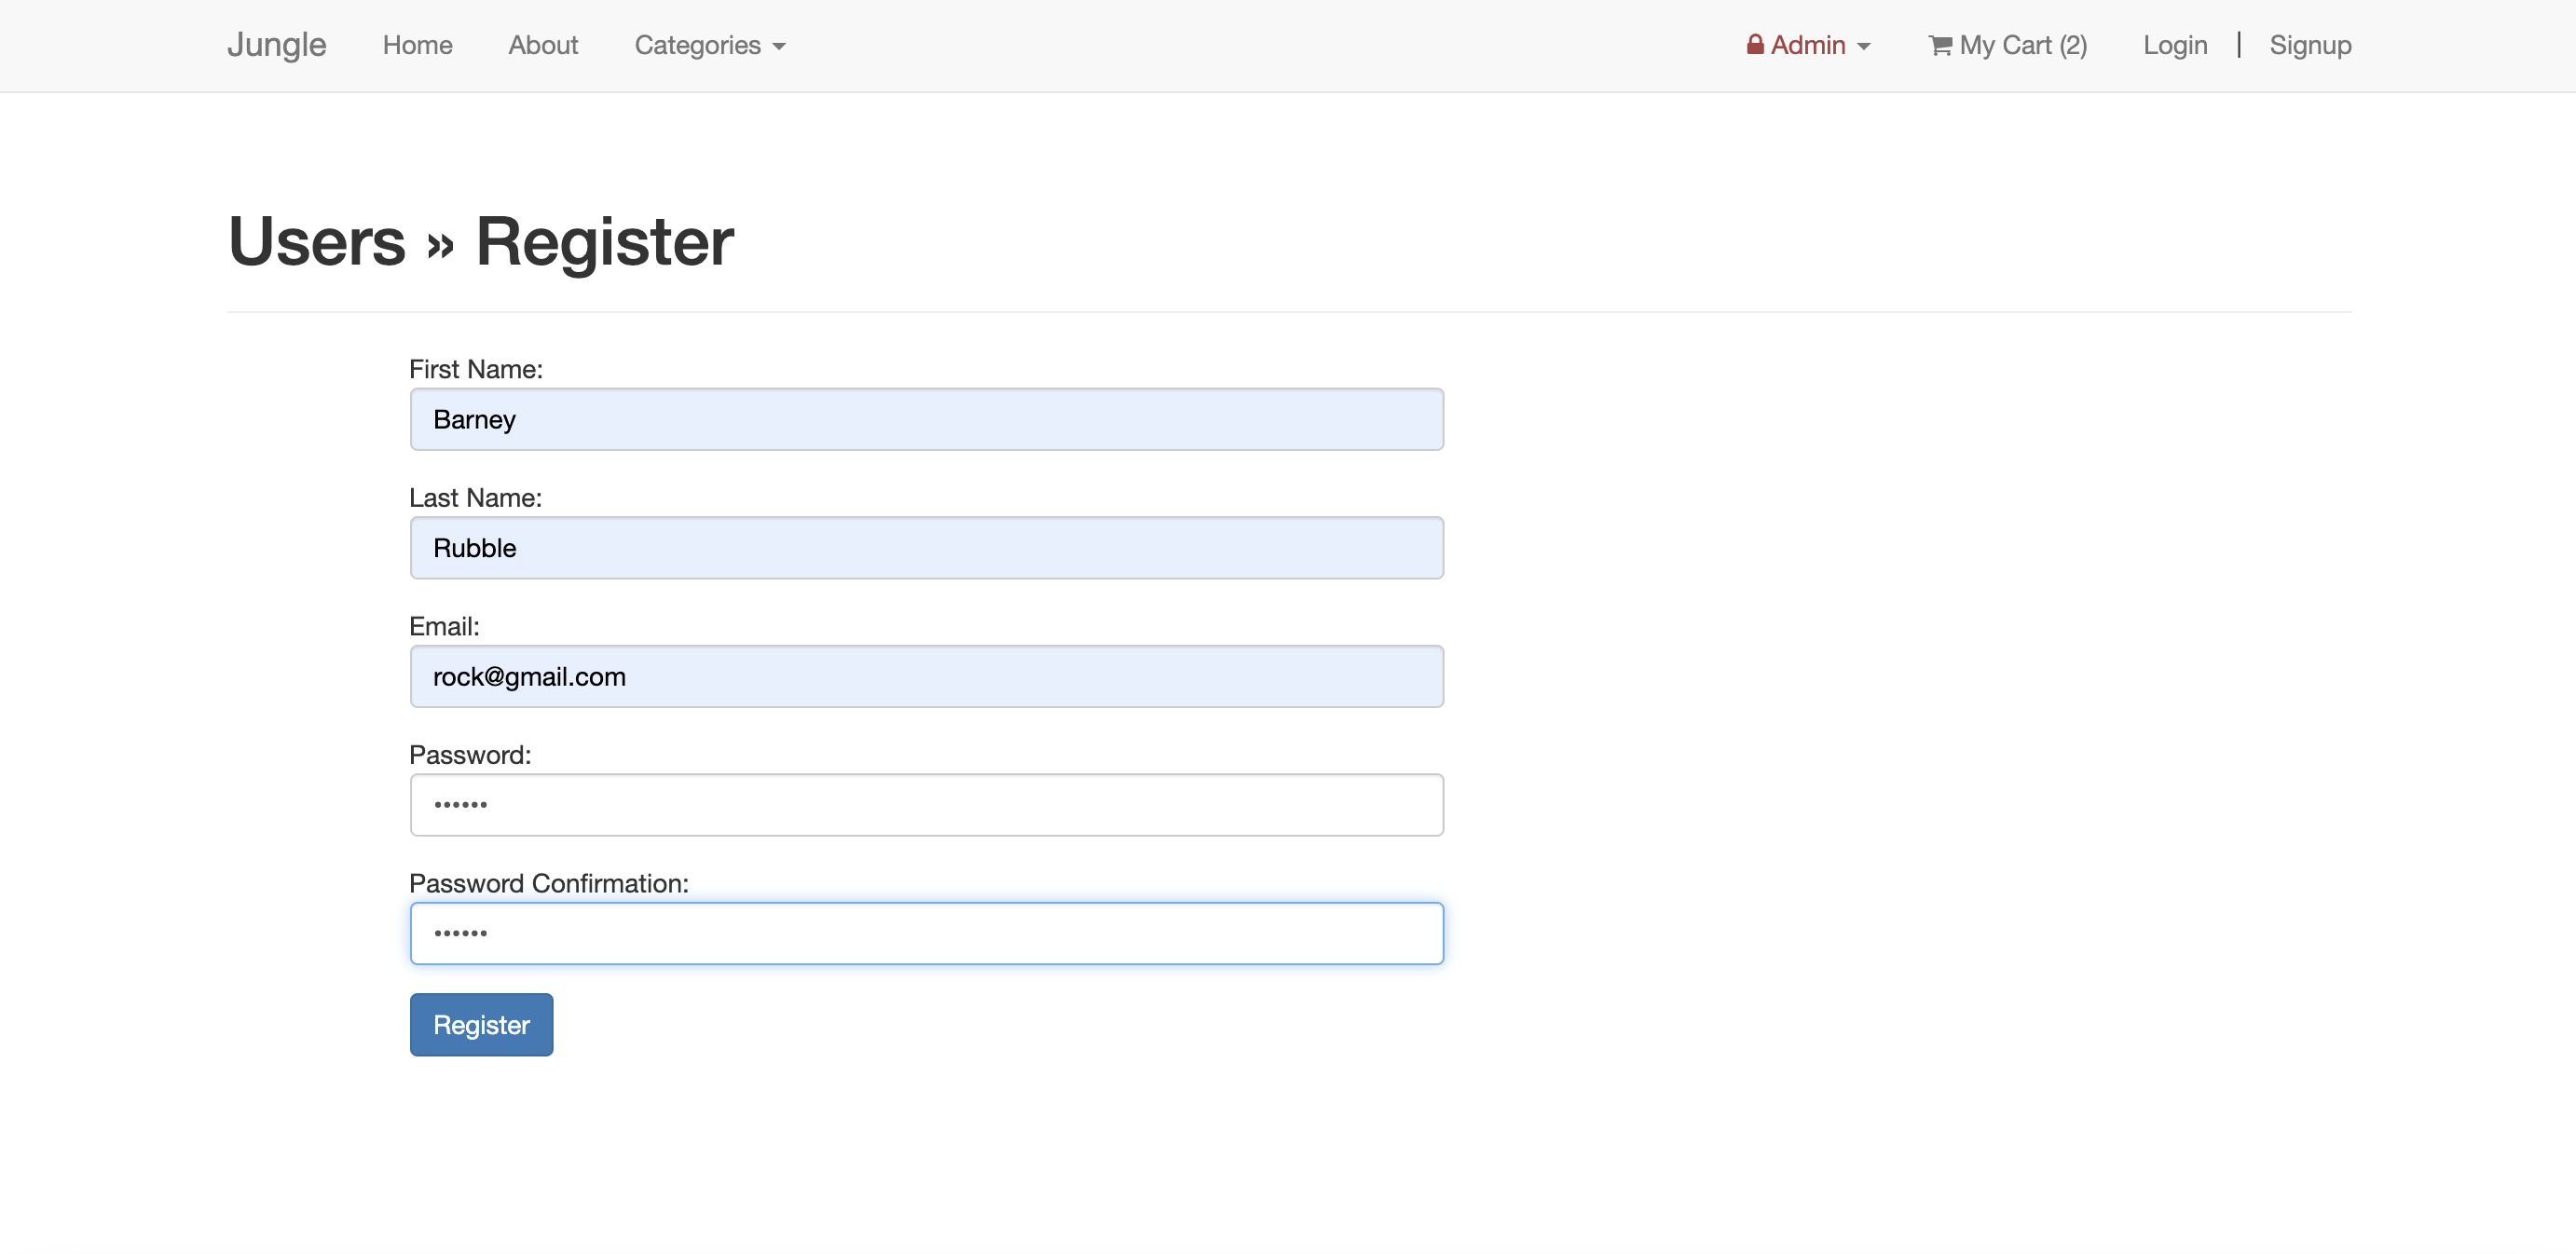 Jungle Home About Categories Admin My Cart (2) Login | Signup
Users » Register
First Name:
Barney
Last Name:
Rubble
Email:
rock@gmail.com
Password:
••••••
Password Confirmation:
••••••
Register